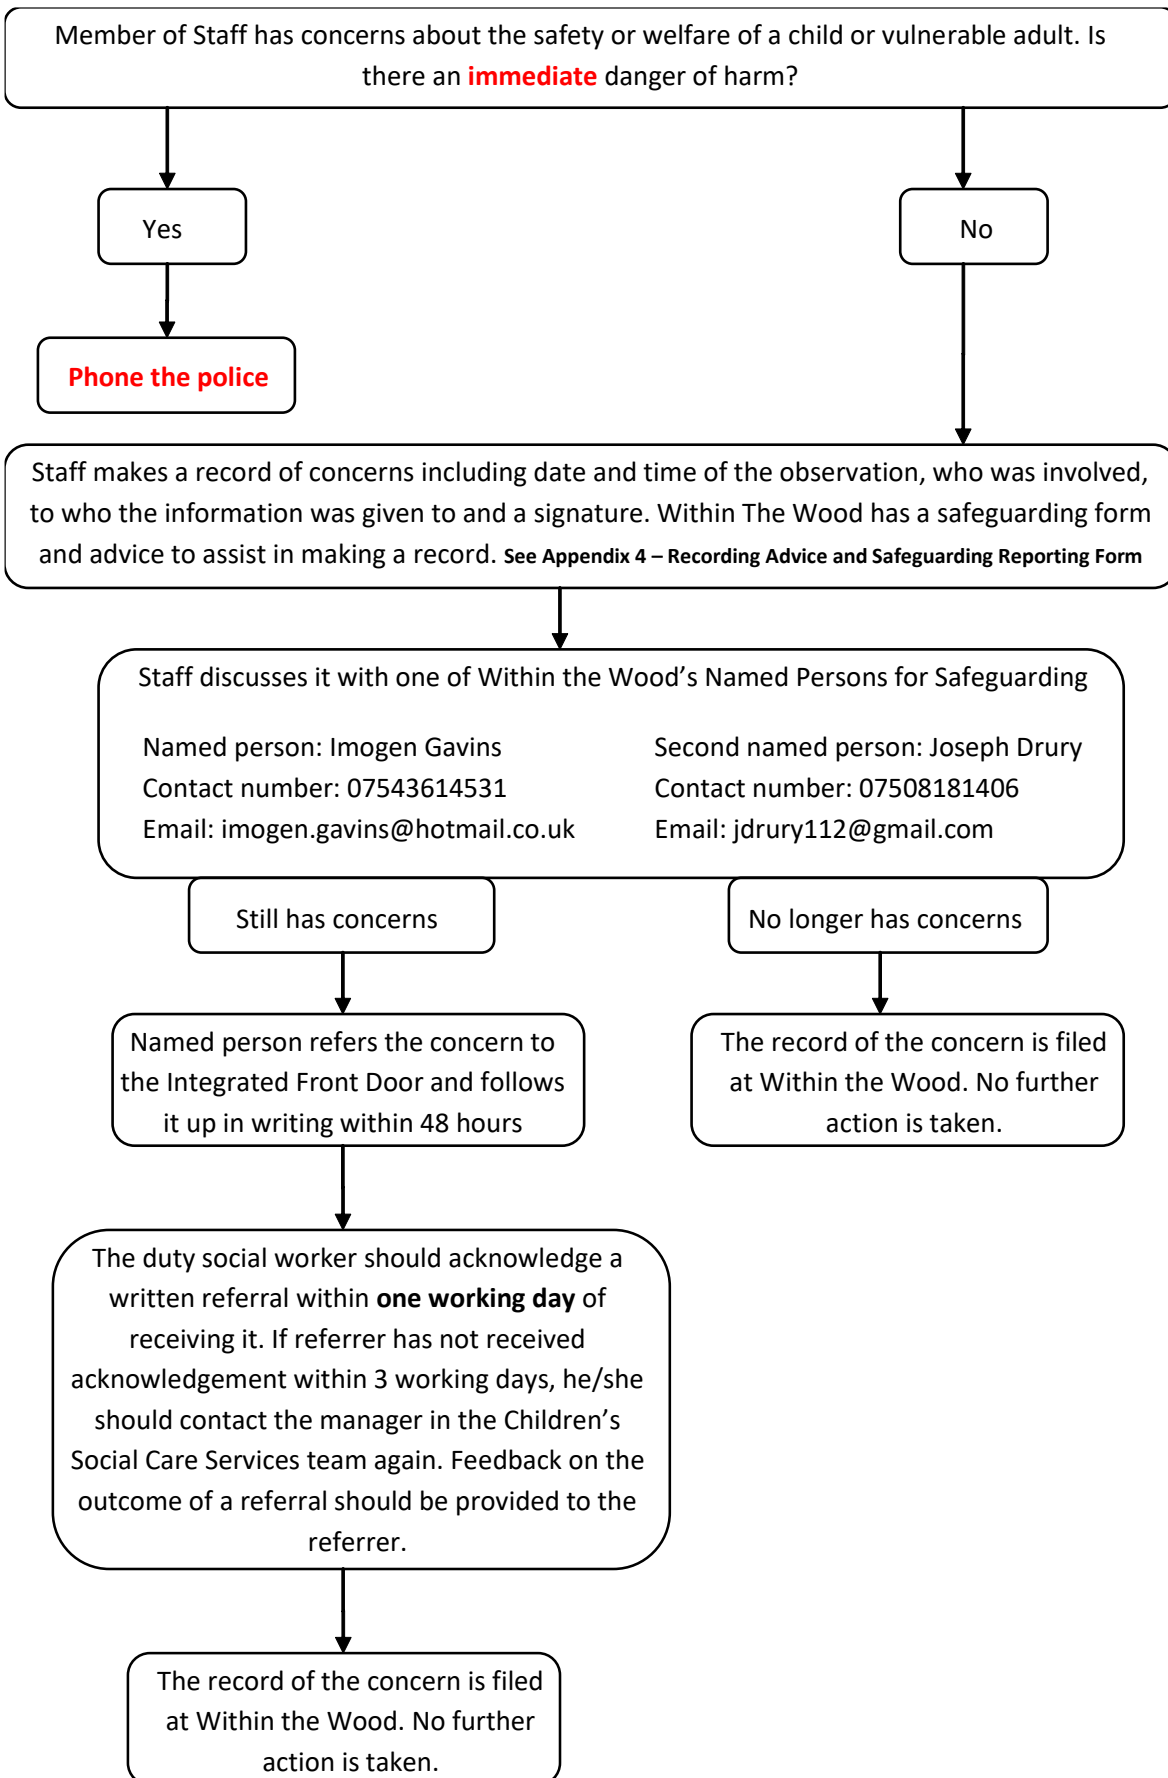 Member of Staff has concerns about the safety or welfare of a child or vulnerable adult. Is
there an immediate danger of harm?
Yes
No
Phone the police
Staff makes a record of concerns including date and time of the observation, who was involved,
to who the information was given to and a signature. Within The Wood has a safeguarding form
and advice to assist in making a record. See Appendix 4 – Recording Advice and Safeguarding Reporting Form
Staff discusses it with one of Within the Wood’s Named Persons for Safeguarding
Named person: Imogen Gavins
Contact number: 07543614531
Email: imogen.gavins@hotmail.co.uk
Second named person: Joseph Drury
Contact number: 07508181406
Email: jdrury112@gmail.com
Still has concerns
No longer has concerns
Named person refers the concern to
the Integrated Front Door and follows
it up in writing within 48 hours
The record of the concern is filed
at Within the Wood. No further
action is taken.
The duty social worker should acknowledge a
written referral within one working day of
receiving it. If referrer has not received
acknowledgement within 3 working days, he/she
should contact the manager in the Children’s
Social Care Services team again. Feedback on the
outcome of a referral should be provided to the
referrer.
The record of the concern is filed
at Within the Wood. No further
action is taken.